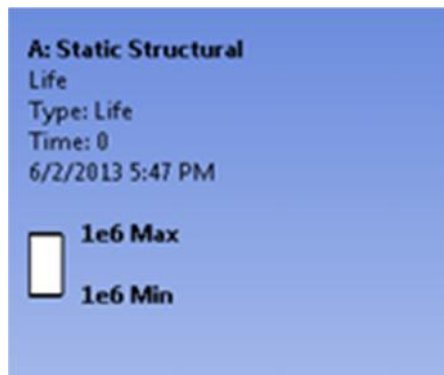 A: Static Structural
Life
Type: Life
Time: 0
6/2/2013 5:47 PM
1e6 Max
1e6 Min